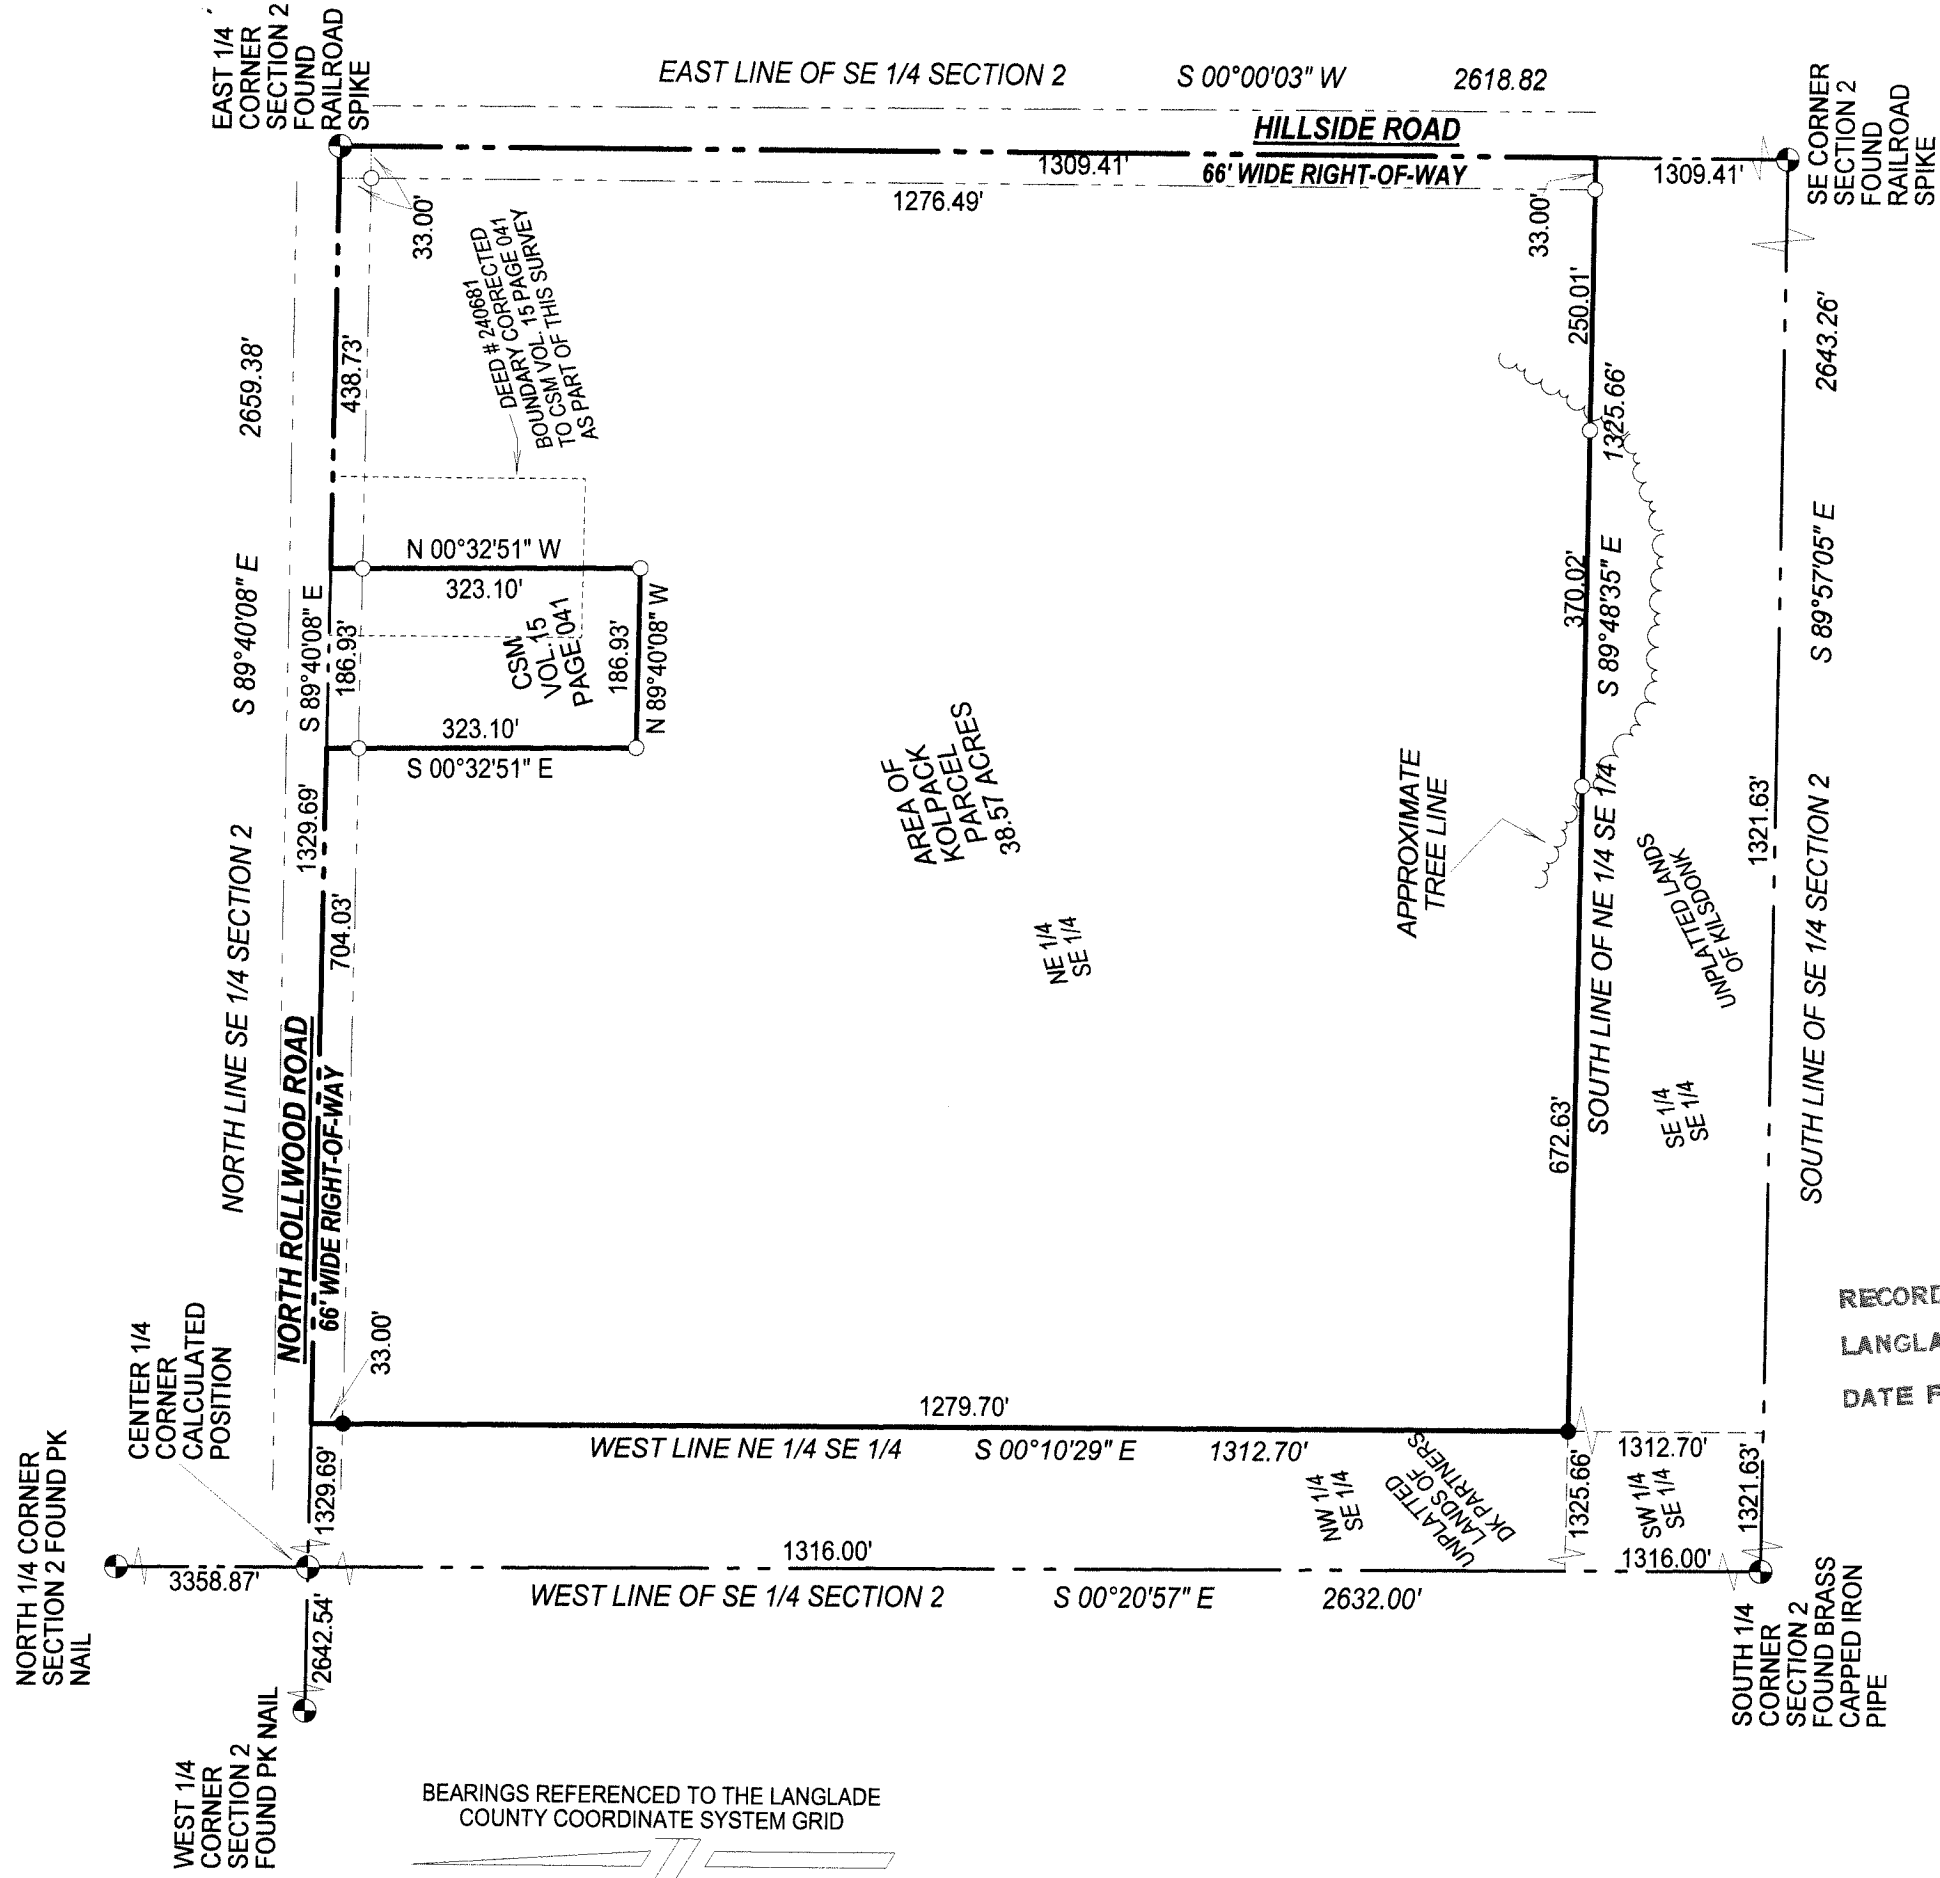 EAST 1/4
CORNER
SECTION 2
FOUND
RAILROAD
SPIKE
EAST LINE OF SE 1/4 SECTION 2
S 00°00'03" W
2618.82
HILLSIDE ROAD
66' WIDE RIGHT-OF-WAY
1309.41'
1276.49'
1309.41'
SE CORNER
SECTION 2
FOUND
RAILROAD
SPIKE
33.00'
33.00'
DEED # 240681
BOUNDARY CORRECTED
TO CSM VOL. 15 PAGE 041
AS PART OF THIS SURVEY
2659.38'
438.73'
250.01'
1325.66'
2643.26'
S 89°40'08" E
S 89°40'08" E
186.93'
N 00°32'51" W
323.10'
CSM
VOL.15
PAGE 041
186.93'
N 89°40'08" W
323.10'
S 00°32'51" E
370.02'
S 89°48'35" E
S 89°57'05" E
1329.69'
704.03'
NORTH LINE SE 1/4 SECTION 2
AREA OF
KOLPACK
PARCEL
38.57 ACRES
NE 1/4
SE 1/4
APPROXIMATE
TREE LINE
SOUTH LINE OF NE 1/4 SE 1/4
UNPLATTED LANDS
OF KILSDONK
1321.63'
SOUTH LINE OF SE 1/4 SECTION 2
NORTH ROLLWOOD ROAD
66' WIDE RIGHT-OF-WAY
672.63'
SE 1/4
SE 1/4
RECORD
LANGLA
DATE F
CENTER 1/4
CORNER
CALCULATED
POSITION
33.00'
1279.70'
WEST LINE NE 1/4 SE 1/4
S 00°10'29" E
1312.70'
1312.70'
NORTH 1/4 CORNER
SECTION 2 FOUND PK
NAIL
1329.69'
NW 1/4
SE 1/4
UNPLATTED
LANDS OF
DK PARTNERS
1325.66'
SW 1/4
SE 1/4
1321.63'
3358.87'
1316.00'
1316.00'
WEST LINE OF SE 1/4 SECTION 2
S 00°20'57" E
2632.00'
2642.54'
WEST 1/4
CORNER
SECTION 2
FOUND PK NAIL
SOUTH 1/4
CORNER
SECTION 2
FOUND BRASS
CAPPED IRON
PIPE
BEARINGS REFERENCED TO THE LANGLADE
COUNTY COORDINATE SYSTEM GRID